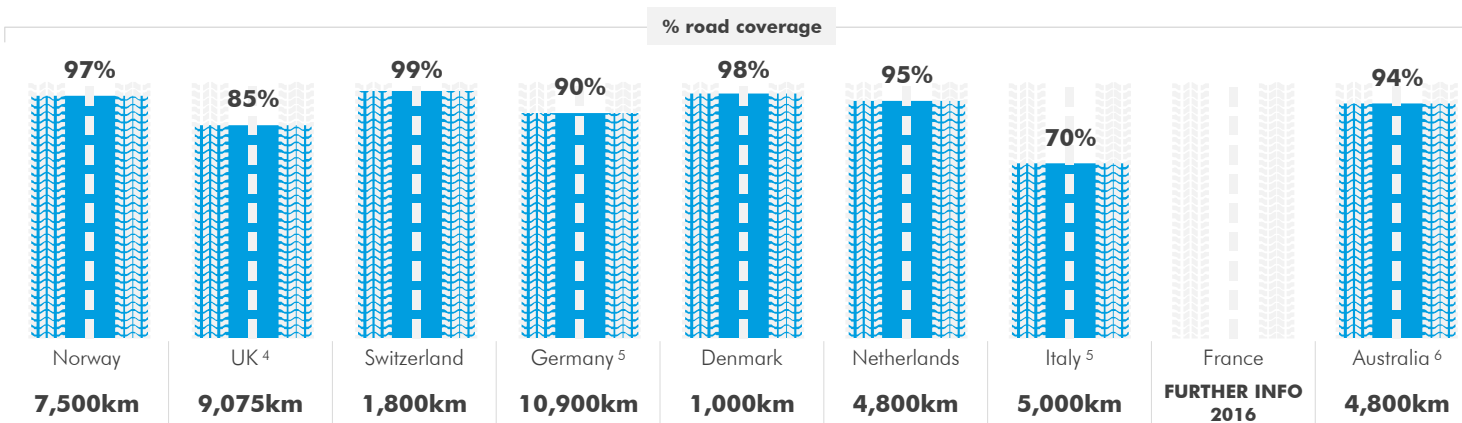 % road coverage
97%
85%
99%
90%
98%
95%
70%
94%
Norway
UK 4
Switzerland
Germany 5
Denmark
Netherlands
Italy 5
France
Australia 6
7,500km
9,075km
1,800km
10,900km
1,000km
4,800km
5,000km
FURTHER INFO
2016
4,800km